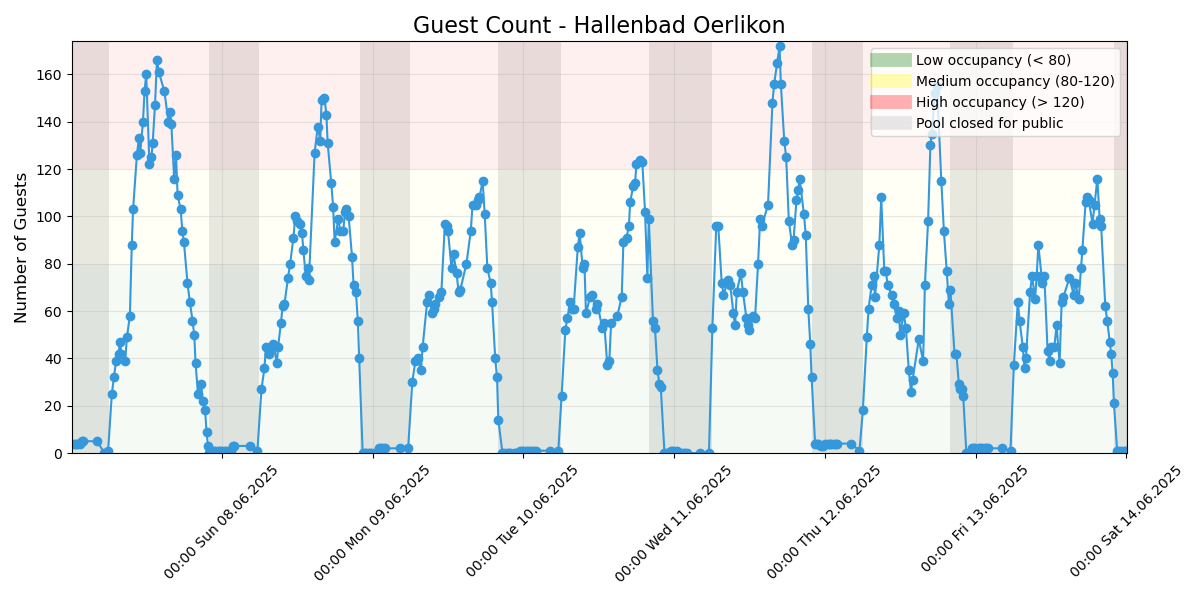 Guest Count - Hallenbad Oerlikon
Number of Guests
160
140
120
100
80
60
40
20
0
Low occupancy (< 80)
Medium occupancy (80-120)
High occupancy (> 120)
Pool closed for public
00:00 Sun 08.06.2025
00:00 Mon 09.06.2025
00:00 Tue 10.06.2025
00:00 Wed 11.06.2025
00:00 Thu 12.06.2025
00:00 Fri 13.06.2025
00:00 Sat 14.06.2025